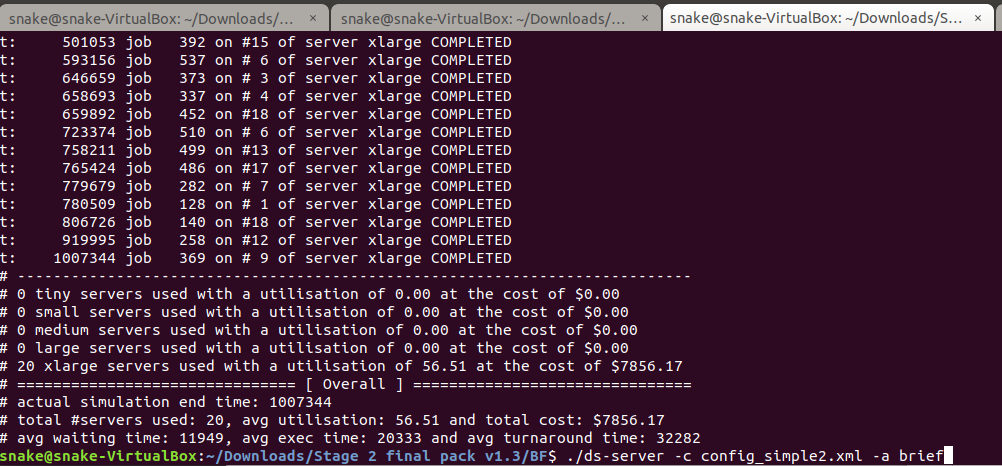 snake@snake-VirtualBox: ~/Downloads/... × snake@snake-VirtualBox: ~/Downloads/... × snake@snake-VirtualBox: ~/Downloads/S... ×
t:     501053 job   392 on #15 of server xlarge COMPLETED
t:     593156 job   537 on # 6 of server xlarge COMPLETED
t:     646659 job   373 on # 3 of server xlarge COMPLETED
t:     658693 job   337 on # 4 of server xlarge COMPLETED
t:     659892 job   452 on #18 of server xlarge COMPLETED
t:     723374 job   510 on # 6 of server xlarge COMPLETED
t:     758211 job   499 on #13 of server xlarge COMPLETED
t:     765424 job   486 on #17 of server xlarge COMPLETED
t:     779679 job   282 on # 7 of server xlarge COMPLETED
t:     780509 job   128 on # 1 of server xlarge COMPLETED
t:     806726 job   140 on #18 of server xlarge COMPLETED
t:     919995 job   258 on #12 of server xlarge COMPLETED
t:    1007344 job   369 on # 9 of server xlarge COMPLETED
# ---------------------------------------------------------------------------
# 0 tiny servers used with a utilisation of 0.00 at the cost of $0.00
# 0 small servers used with a utilisation of 0.00 at the cost of $0.00
# 0 medium servers used with a utilisation of 0.00 at the cost of $0.00
# 0 large servers used with a utilisation of 0.00 at the cost of $0.00
# 20 xlarge servers used with a utilisation of 56.51 at the cost of $7856.17
# =============================== [ Overall ] ===============================
# actual simulation end time: 1007344
# total #servers used: 20, avg utilisation: 56.51 and total cost: $7856.17
# avg waiting time: 11949, avg exec time: 20333 and avg turnaround time: 32282
snake@snake-VirtualBox:~/Downloads/Stage 2 final pack v1.3/BF$ ./ds-server -c config_simple2.xml -a brief